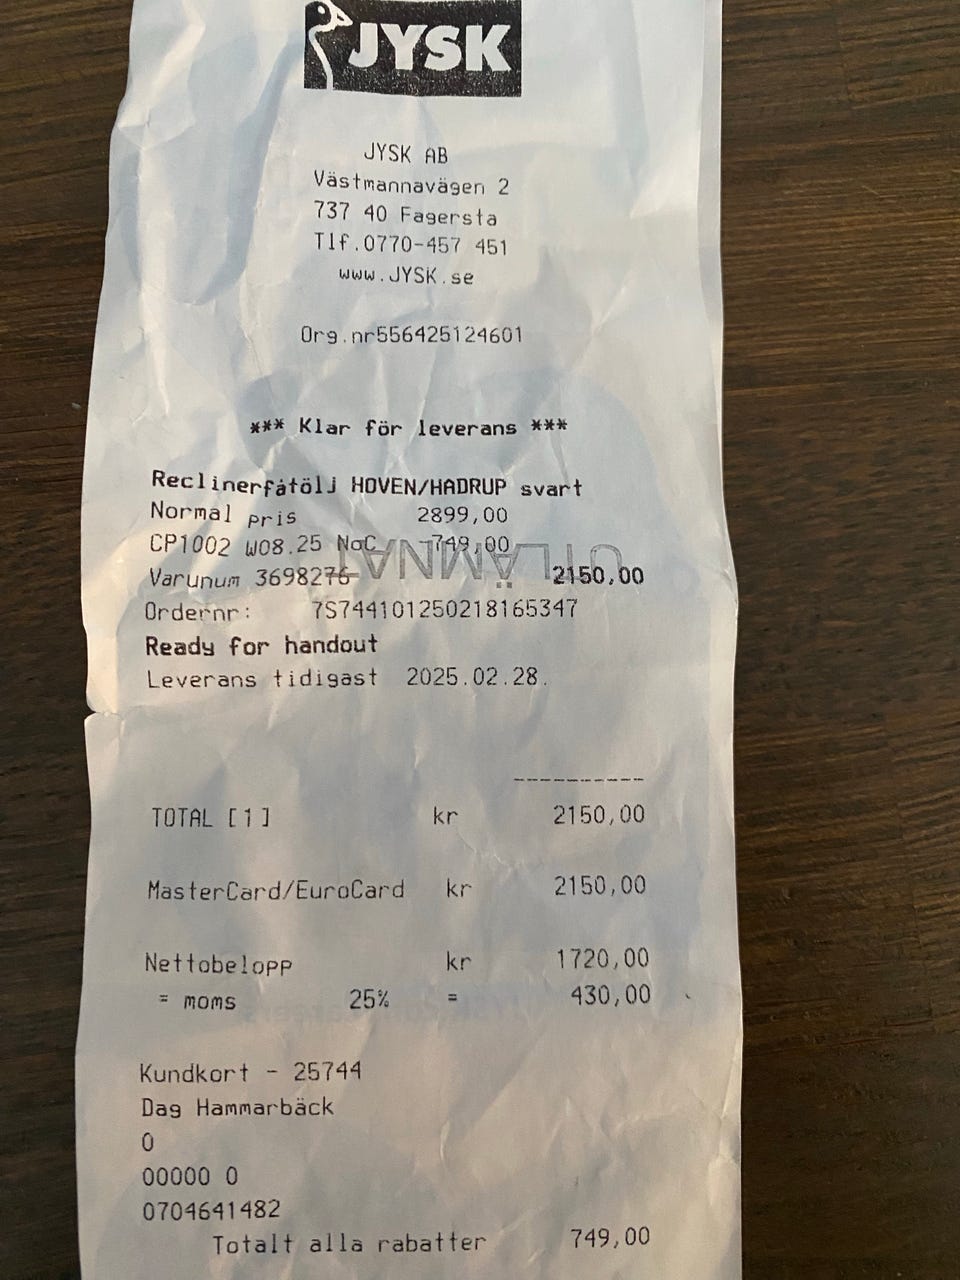 JYSK
JYSK AB
Västmannavägen 2
737 40 Fagersta
Tlf.0770-457 451
www.JYSK.se
Org.nr556425124601
*** Klar för leverans ***
Reclinerfåtölj HOVEN/HADRUP svart
Normal pris 2899,00
CP1002 W08.25 NoC -749,00
UTLÄMNA
Varunum 3698276 2150,00
Ordernr: 7S744101250218165347
Ready for handout
Leverans tidigast 2025.02.28.
----------
TOTAL [1] kr 2150,00
MasterCard/EuroCard kr 2150,00
Nettobelopp kr 1720,00
= moms 25% = 430,00
Kundkort - 25744
Dag Hammarbäck
0
00000 0
0704641482
Totalt alla rabatter 749,00